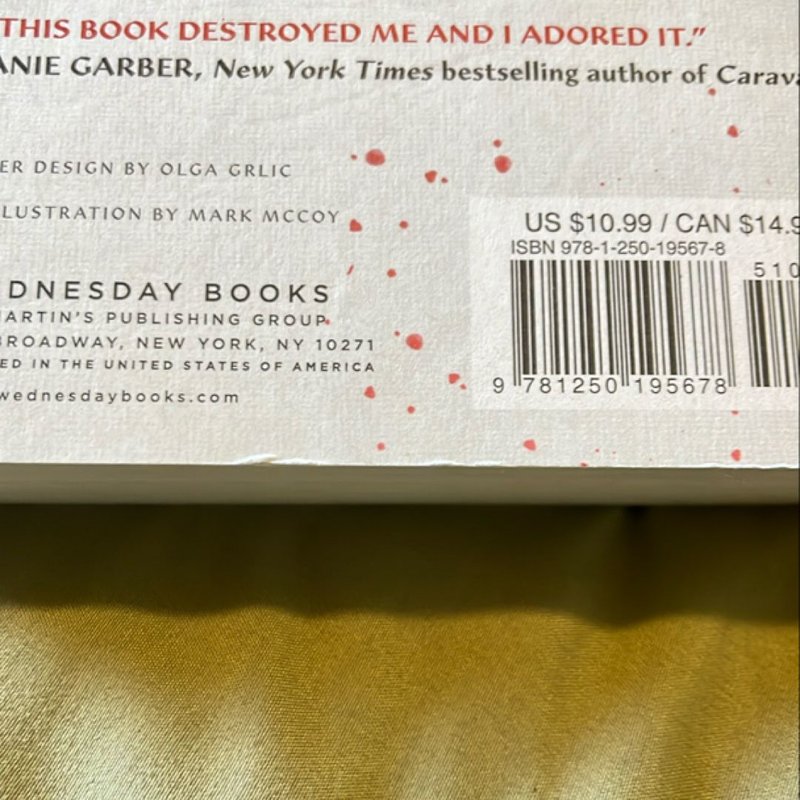 THIS BOOK DESTROYED ME AND I ADORED IT."
ANIE GARBER, New York Times bestselling author of Carava
ER DESIGN BY OLGA GRLIC
LUSTRATION BY MARK MCCOY
DNESDAY BOOKS
ARTIN'S PUBLISHING GROUP
BROADWAY, NEW YORK, NY 10271
ED IN THE UNITED STATES OF AMERICA
wednesdaybooks.com
US $10.99 / CAN $14.9
ISBN 978-1-250-19567-8
510
9 781250 195678